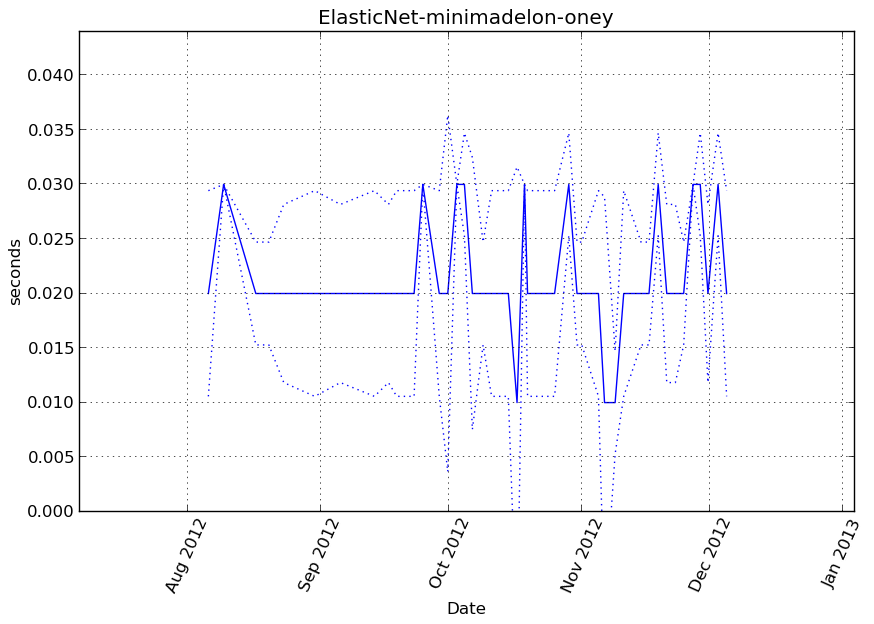 ElasticNet-minimadelon-oney
0.040
0.035
0.030
0.025
0.020
0.015
0.010
0.005
0.000
seconds
Aug 2012
Sep 2012
Oct 2012
Nov 2012
Dec 2012
Jan 2013
Date